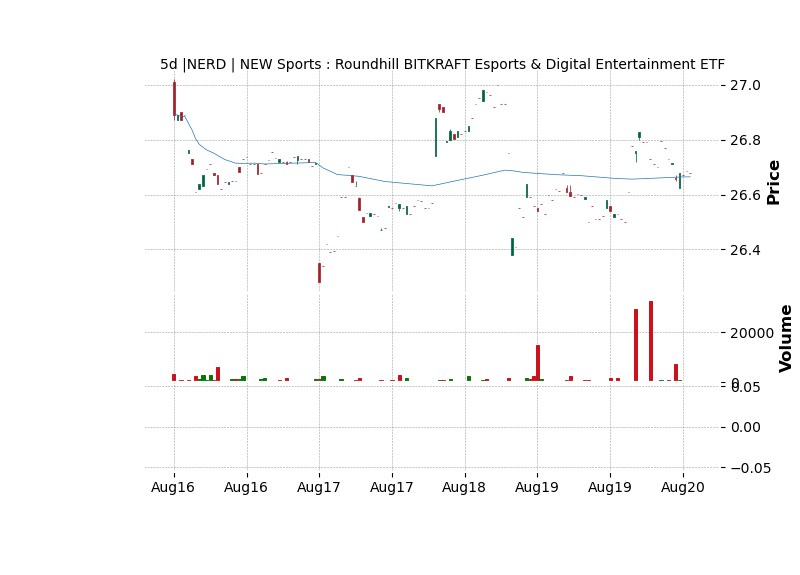 5d |NERD | NEW Sports : Roundhill BITKRAFT Esports & Digital Entertainment ETF
27.0
26.8
26.6
26.4
Price
20000
0
Volume
0.05
0.00
−0.05
Aug16 Aug16 Aug17 Aug17 Aug18 Aug19 Aug19 Aug20